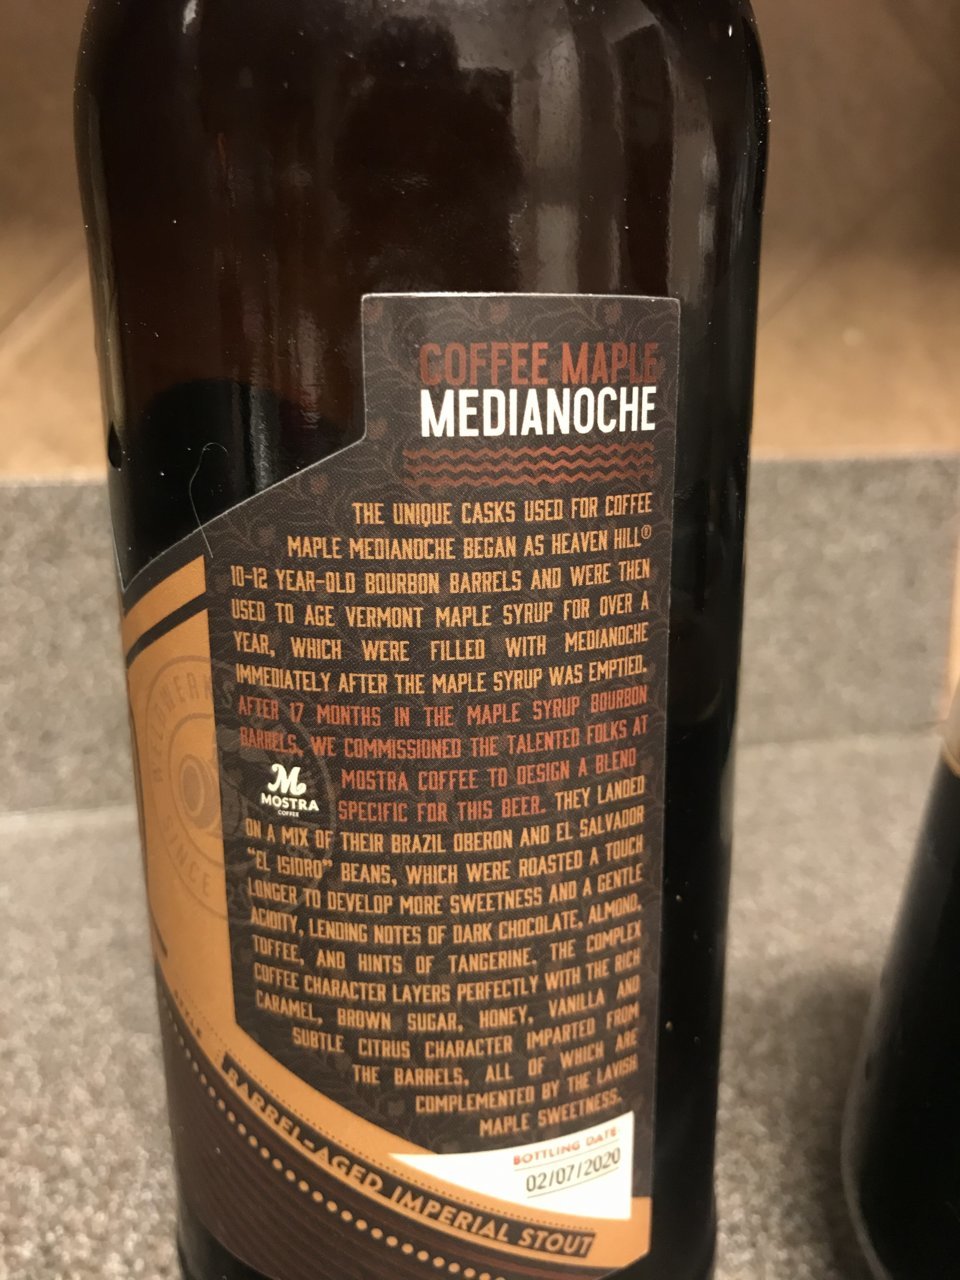 COFFEE MAPLE
MEDIANOCHE
THE UNIQUE CASKS USED FOR COFFEE
MAPLE MEDIANOCHE BEGAN AS HEAVEN HILL®
10-12 YEAR-OLD BOURBON BARRELS AND WERE THEN
USED TO AGE VERMONT MAPLE SYRUP FOR OVER A
YEAR, WHICH WERE FILLED WITH MEDIANOCHE
IMMEDIATELY AFTER THE MAPLE SYRUP WAS EMPTIED.
AFTER 17 MONTHS IN THE MAPLE SYRUP BOURBON
BARRELS, WE COMMISSIONED THE TALENTED FOLKS AT
MOSTRA COFFEE TO DESIGN A BLEND
SPECIFIC FOR THIS BEER. THEY LANDED
M
MOSTRA
COFFEE
ON A MIX OF THEIR BRAZIL OBERON AND EL SALVADOR
"EL ISIDRO" BEANS, WHICH WERE ROASTED A TOUCH
LONGER TO DEVELOP MORE SWEETNESS AND A GENTLE
ACIDITY, LENDING NOTES OF DARK CHOCOLATE, ALMOND,
TOFFEE, AND HINTS OF TANGERINE. THE COMPLEX
COFFEE CHARACTER LAYERS PERFECTLY WITH THE RICH
CARAMEL, BROWN SUGAR, HONEY, VANILLA AND
SUBTLE CITRUS CHARACTER IMPARTED FROM
THE BARRELS, ALL OF WHICH ARE
COMPLEMENTED BY THE LAVISH
MAPLE SWEETNESS.
BOTTLING DATE:
02/07/2020
SINCE
STYLE
BARREL-AGED IMPERIAL STOUT